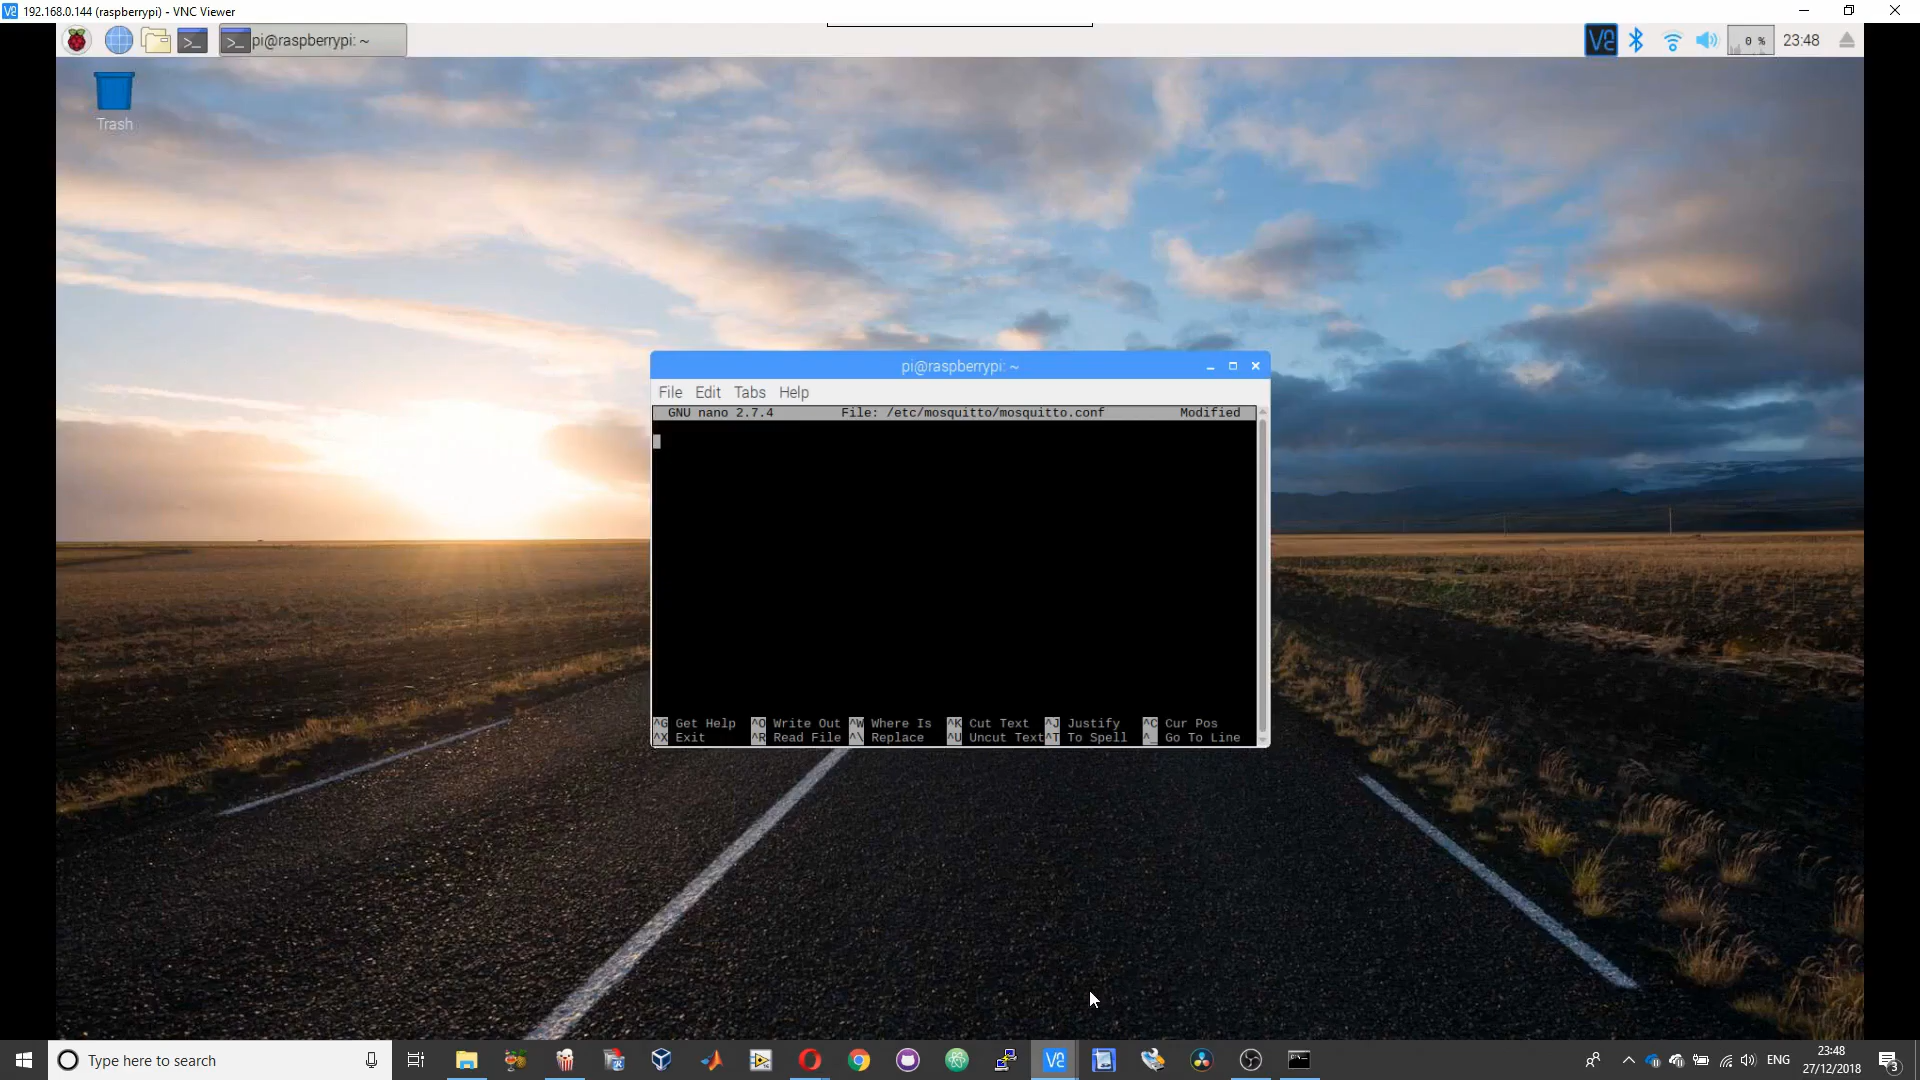 192.168.0.144 (raspberrypi) - VNC Viewer
pi@raspberrypi: ~
0 %
23:48
Trash
pi@raspberrypi: ~
File Edit Tabs Help
GNU nano 2.7.4 File: /etc/mosquitto/mosquitto.conf Modified
^G Get Help ^O Write Out ^W Where Is ^K Cut Text ^J Justify ^C Cur Pos
^X Exit ^R Read File ^\ Replace ^U Uncut Text ^T To Spell ^_ Go To Line
Type here to search
ENG
23:48
27/12/2018
3